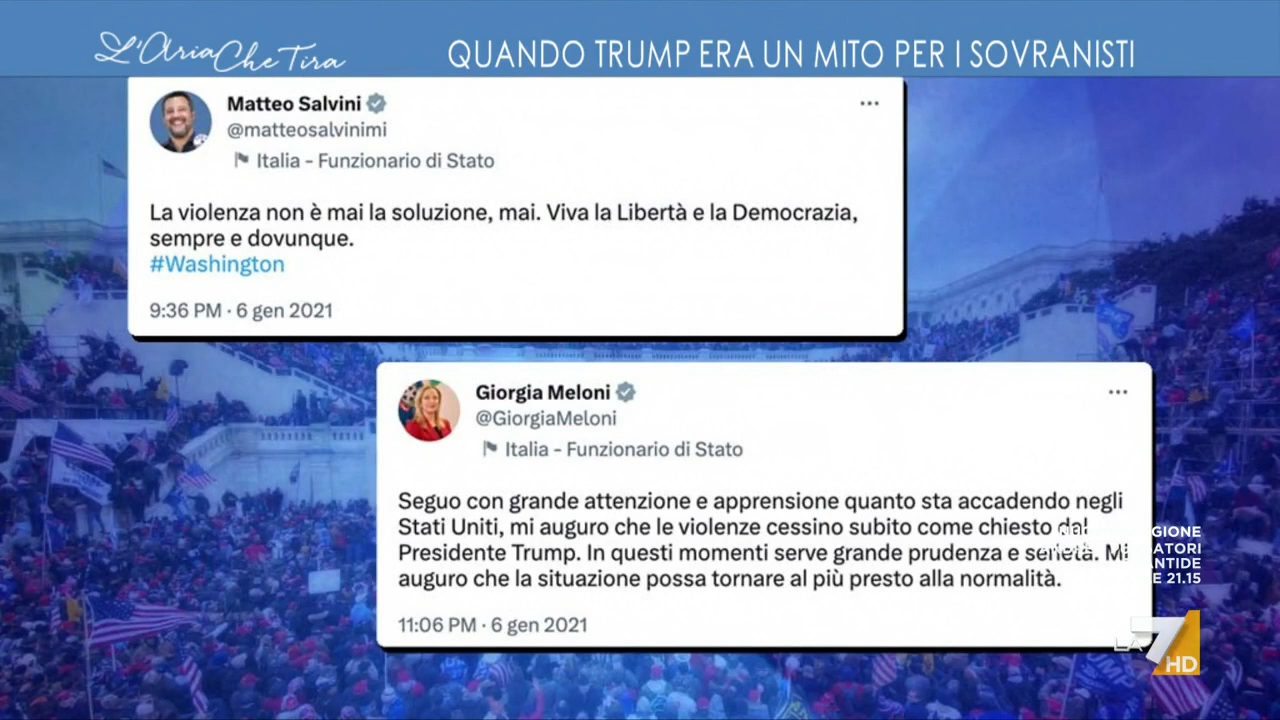 L'Aria Che Tira
QUANDO TRUMP ERA UN MITO PER I SOVRANISTI
Matteo Salvini
@matteosalvinimi
Italia - Funzionario di Stato
La violenza non è mai la soluzione, mai. Viva la Libertà e la Democrazia,
sempre e dovunque.
#Washington
9:36 PM · 6 gen 2021
Giorgia Meloni
@GiorgiaMeloni
Italia - Funzionario di Stato
Seguo con grande attenzione e apprensione quanto sta accadendo negli
Stati Uniti, mi auguro che le violenze cessino subito come chiesto dal
Presidente Trump. In questi momenti serve grande prudenza e serietà. Mi
auguro che la situazione possa tornare al più presto alla normalità.
11:06 PM · 6 gen 2021
21.15
LA7
HD